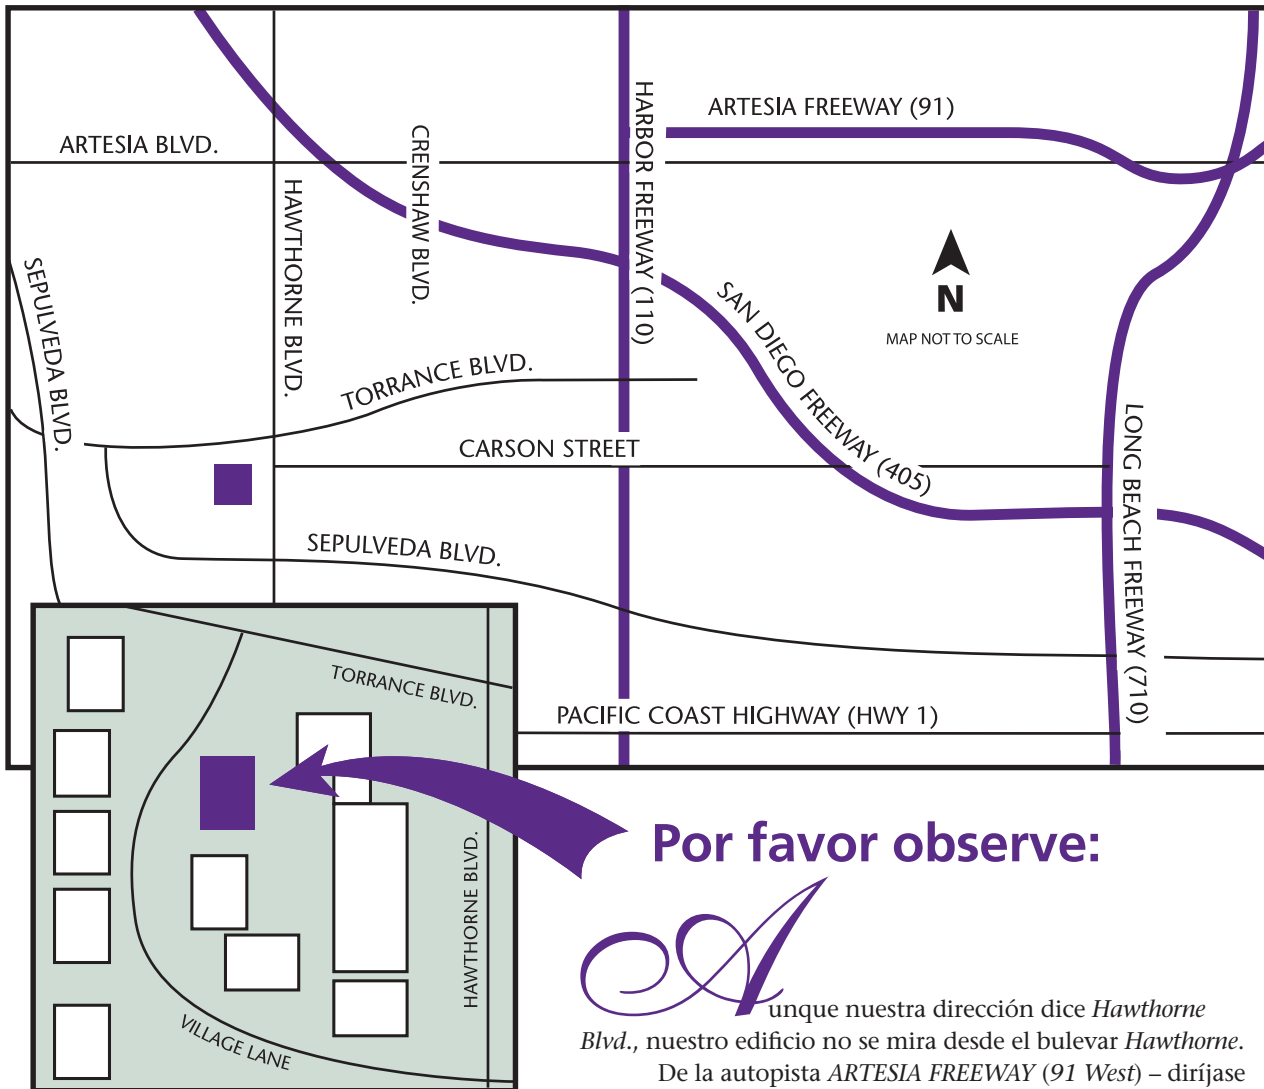 ARTESIA FREEWAY (91)
ARTESIA BLVD.
HARBOR FREEWAY (110)
CRENSHAW BLVD.
HAWTHORNE BLVD.
SEPULVEDA BLVD.
SAN DIEGO FREEWAY (405)
N
MAP NOT TO SCALE
TORRANCE BLVD.
CARSON STREET
LONG BEACH FREEWAY (710)
SEPULVEDA BLVD.
TORRANCE BLVD.
PACIFIC COAST HIGHWAY (HWY 1)
HAWTHORNE BLVD.
VILLAGE LANE
Por favor observe:
Aunque nuestra dirección dice Hawthorne
Blvd., nuestro edificio no se mira desde el bulevar Hawthorne.
De la autopista ARTESIA FREEWAY (91 West) – diríjase